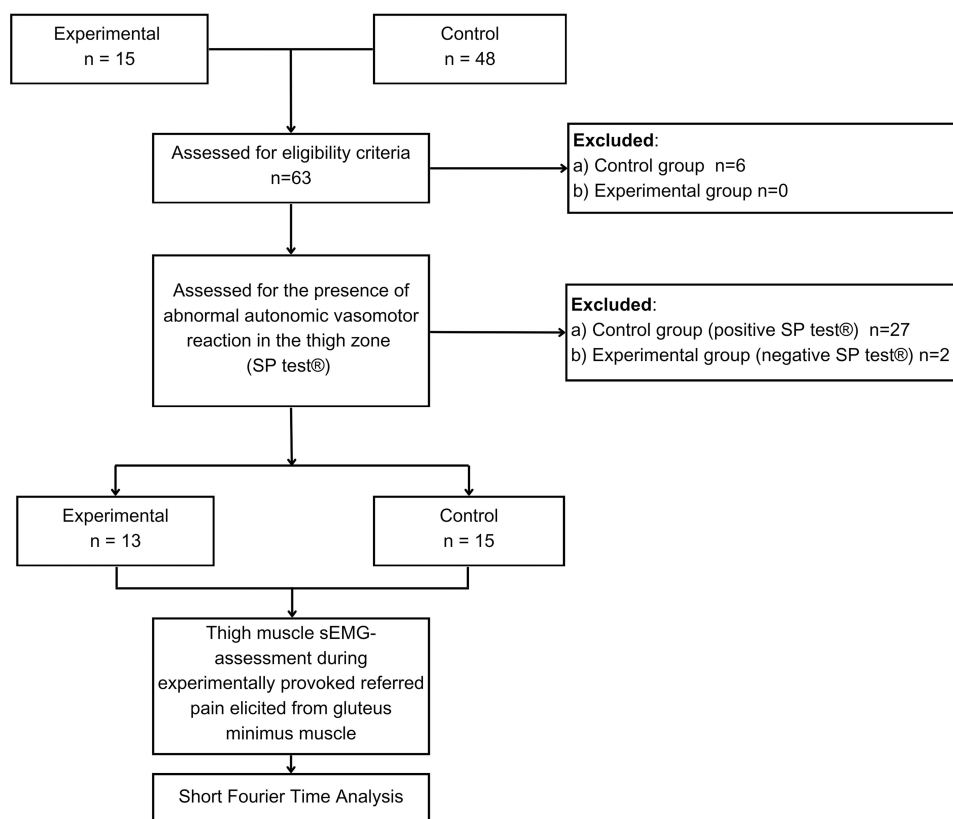 Experimental
n = 15
Control
n = 48
Assessed for eligibility criteria
n=63
Excluded:
a) Control group n=6
b) Experimental group n=0
Assessed for the presence of
abnormal autonomic vasomotor
reaction in the thigh zone
(SP test®)
Excluded:
a) Control group (positive SP test®) n=27
b) Experimental group (negative SP test®) n=2
Experimental
n = 13
Control
n = 15
Thigh muscle sEMG-
assessment during
experimentally provoked referred
pain elicited from gluteus
minimus muscle
Short Fourier Time Analysis